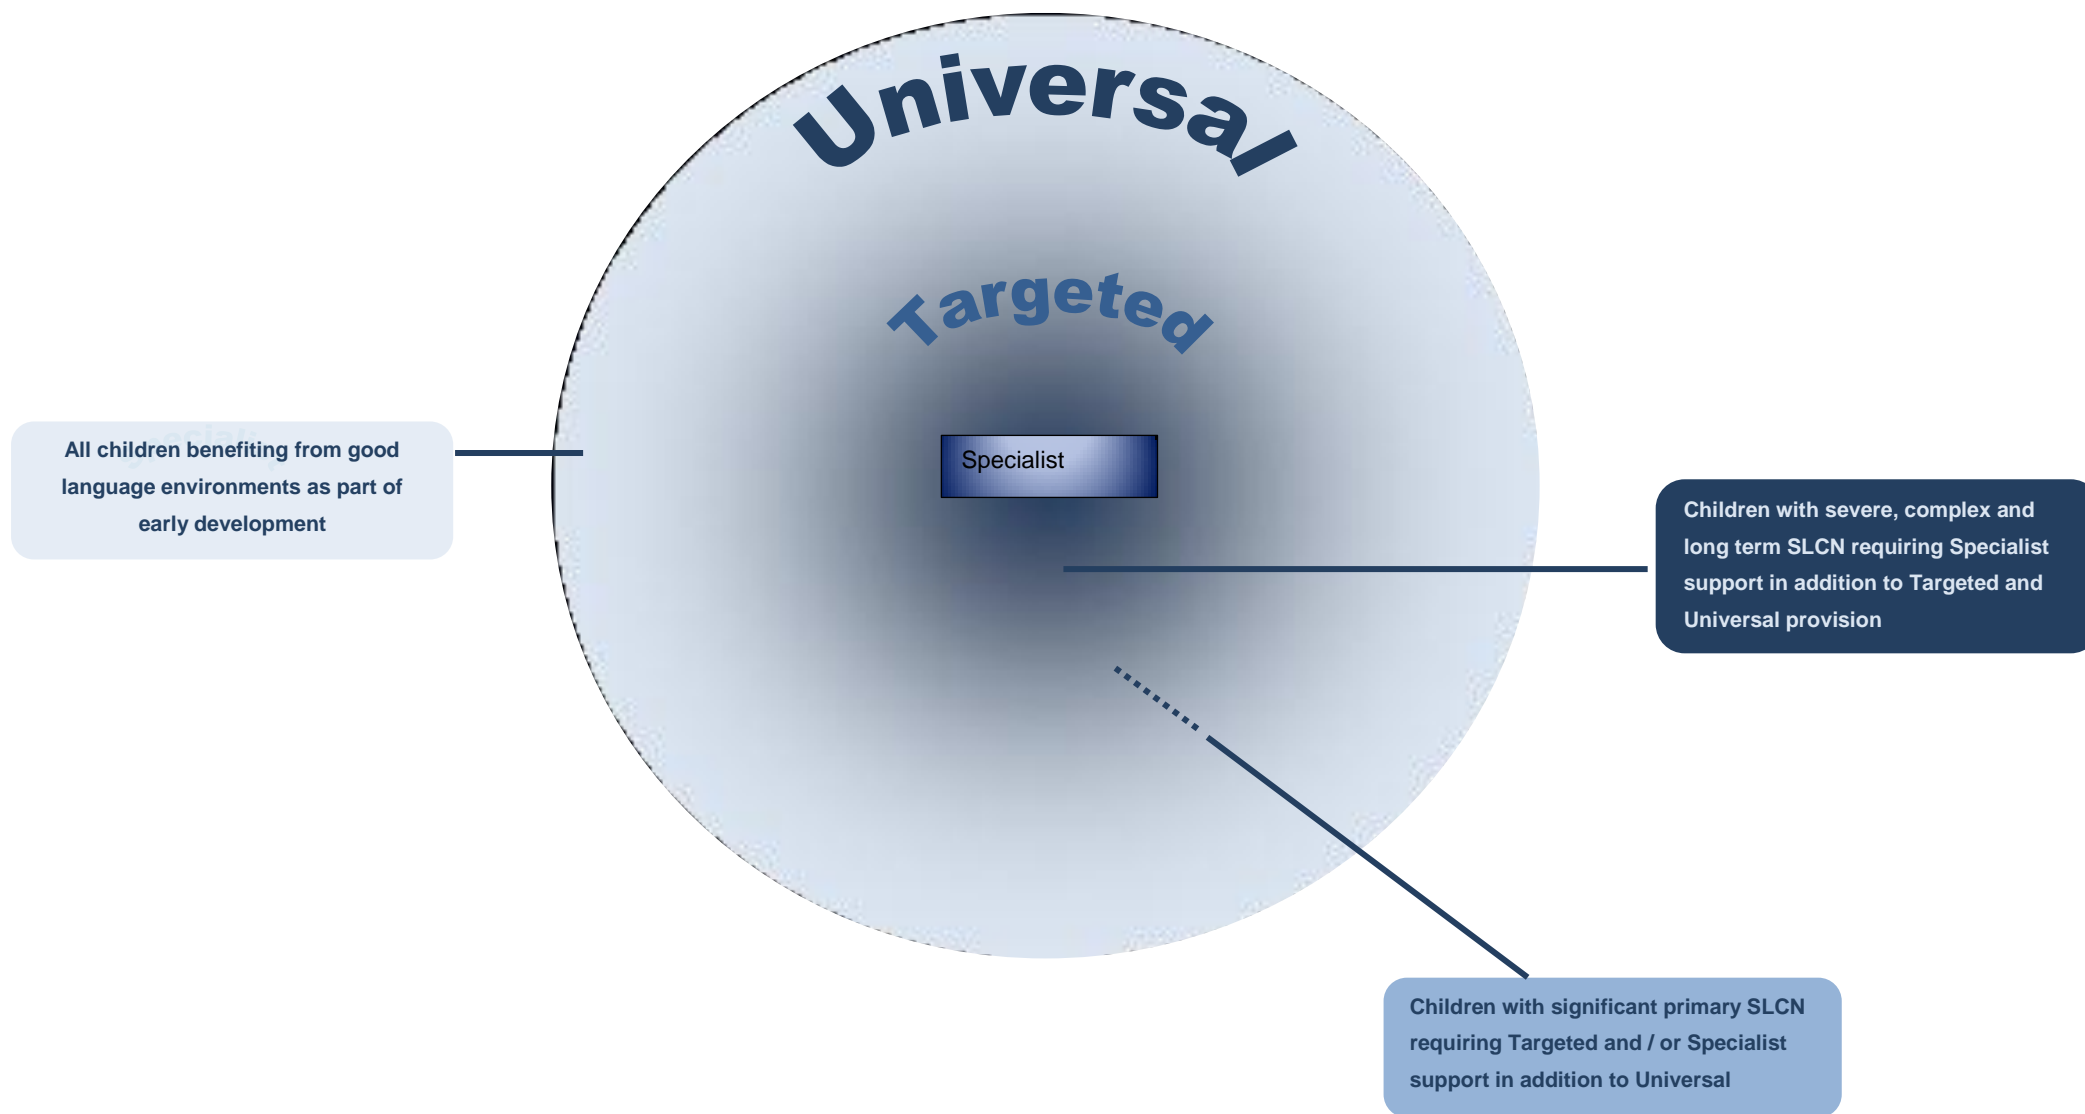 Universal
Targeted
Specialist
All children benefiting from good
language environments as part of
early development
Children with severe, complex and
long term SLCN requiring Specialist
support in addition to Targeted and
Universal provision
Children with significant primary SLCN
requiring Targeted and / or Specialist
support in addition to Universal